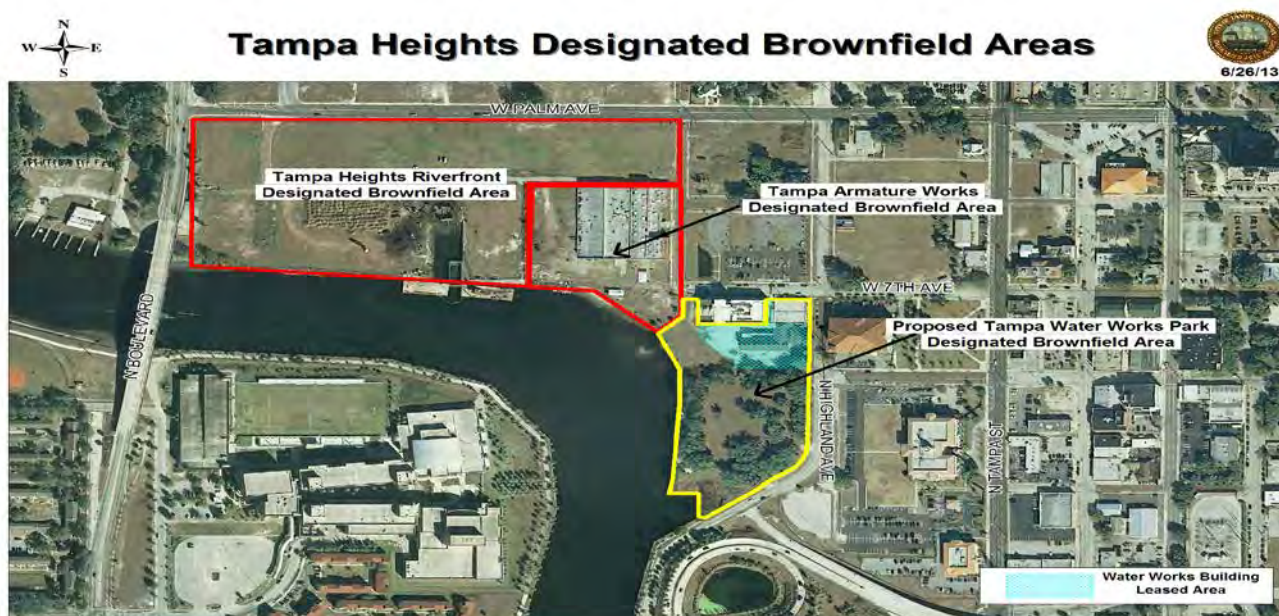 N
W E
S
Tampa Heights Designated Brownfield Areas
6/26/13
W PALM AVE
Tampa Heights Riverfront
Designated Brownfield Area
Tampa Armature Works
Designated Brownfield Area
W 7TH AVE
Proposed Tampa Water Works Park
Designated Brownfield Area
N BOULEVARD
N HIGHLAND AVE
N TAMPA ST
Water Works Building
Leased Area